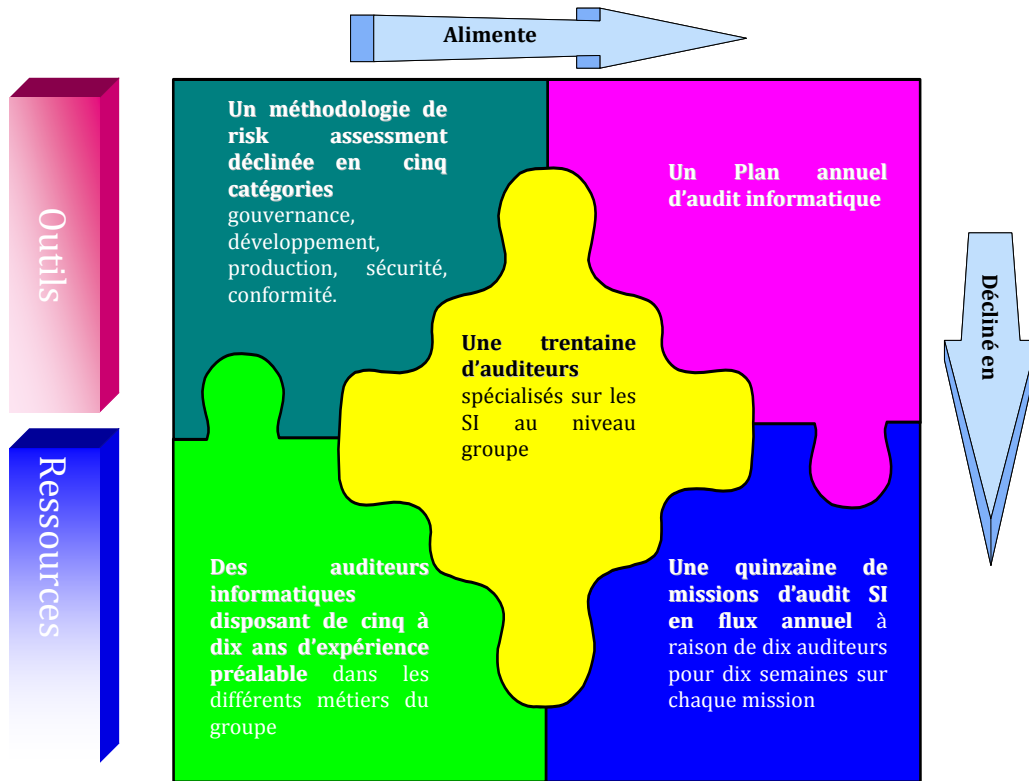 Alimente
Outils
Un méthodologie de
risk assessment
déclinée en cinq
catégories
gouvernance,
développement,
production, sécurité,
conformité.
Un Plan annuel
d'audit informatique
Décliné en
Une trentaine
d'auditeurs
spécialisés sur les
SI au niveau
groupe
Ressources
Des auditeurs
informatiques
disposant de cinq à
dix ans d'expérience
préalable dans les
différents métiers du
groupe
Une quinzaine de
missions d'audit SI
en flux annuel à
raison de dix auditeurs
pour dix semaines sur
chaque mission